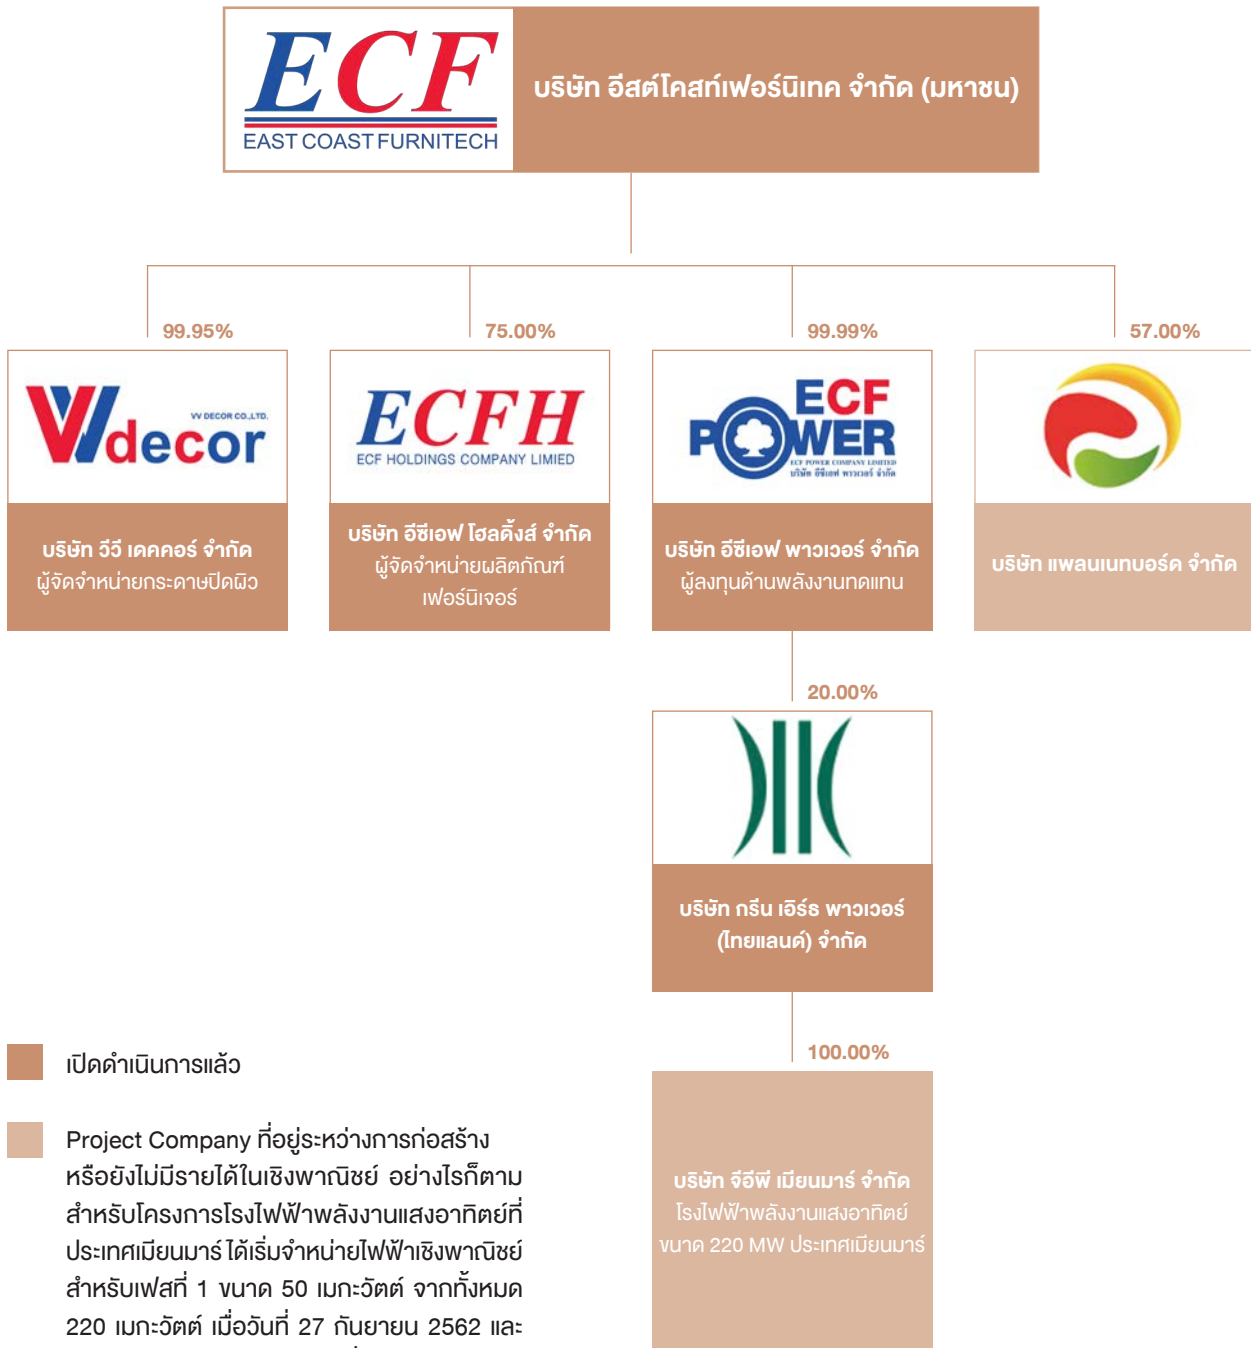 ECF
EAST COAST FURNITECH
บริษัท อีสต์โคสท์เฟอร์นิเทค จำกัด (มหาชน)
99.95%
75.00%
99.99%
57.00%
VV DECOR CO.,LTD.
VVdecor
บริษัท วีวี เดคคอร์ จำกัด
ผู้จัดจำหน่ายกระดาษปิดผิว
ECFH
ECF HOLDINGS COMPANY LIMIED
บริษัท อีซีเอฟ โฮลดิ้งส์ จำกัด
ผู้จัดจำหน่ายผลิตภัณฑ์
เฟอร์นิเจอร์
ECF
POWER
ECF POWER COMPANY LIMITED
บริษัท อีซีเอฟ พาวเวอร์ จำกัด
บริษัท อีซีเอฟ พาวเวอร์ จำกัด
ผู้ลงทุนด้านพลังงานทดแทน
บริษัท แพลนเนทบอร์ด จำกัด
20.00%
บริษัท กรีน เอิร์ธ พาวเวอร์
(ไทยแลนด์) จำกัด
100.00%
บริษัท จีอีพี เมียนมาร์ จำกัด
โรงไฟฟ้าพลังงานแสงอาทิตย์
ขนาด 220 MW ประเทศเมียนมาร์
เปิดดำเนินการแล้ว
Project Company ที่อยู่ระหว่างการก่อสร้าง
หรือยังไม่มีรายได้ในเชิงพาณิชย์ อย่างไรก็ตาม
สำหรับโครงการโรงไฟฟ้าพลังงานแสงอาทิตย์ที่
ประเทศเมียนมาร์ ได้เริ่มจำหน่ายไฟฟ้าเชิงพาณิชย์
สำหรับเฟสที่ 1 ขนาด 50 เมกะวัตต์ จากทั้งหมด
220 เมกะวัตต์ เมื่อวันที่ 27 กันยายน 2562 และ